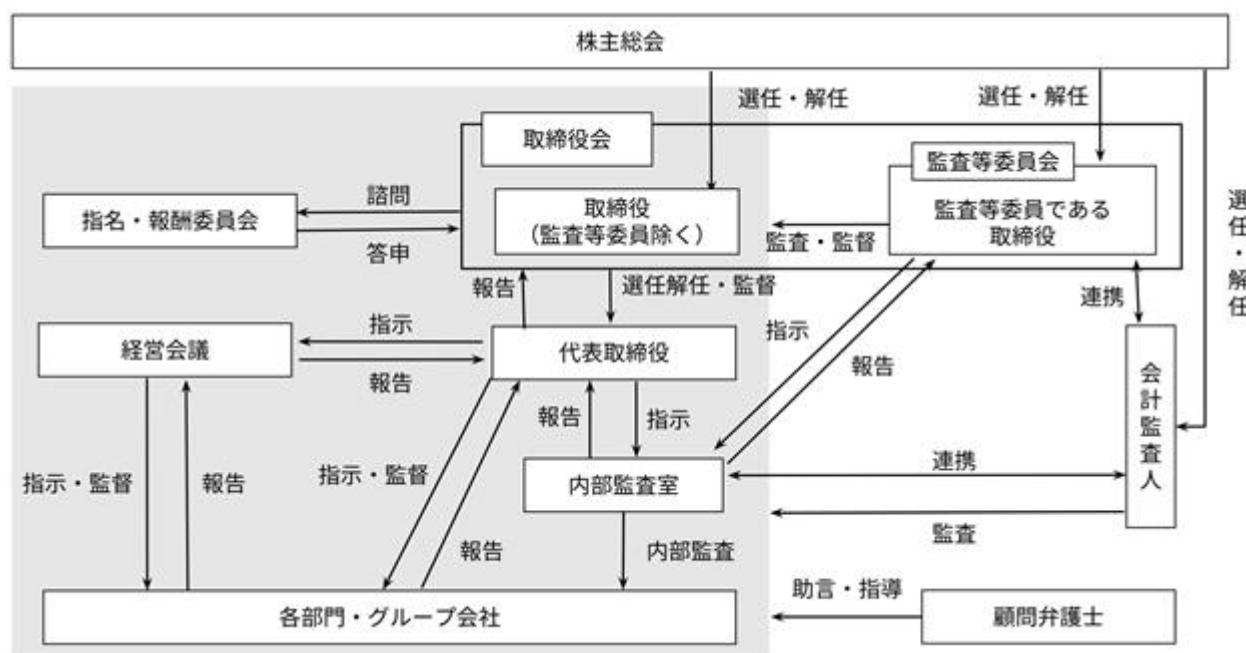 株主総会
選任・解任
選任・解任
取締役会
監査等委員会
諮問
指名・報酬委員会
取締役
（監査等委員除く）
監査等委員である
取締役
監査・監督
答申
選任・解任
報告
選任解任・監督
連携
指示
経営会議
代表取締役
指示
報告
報告
報告
指示
会計監査人
指示・監督
報告
指示・監督
内部監査室
連携
報告
内部監査
監査
助言・指導
各部門・グループ会社
顧問弁護士